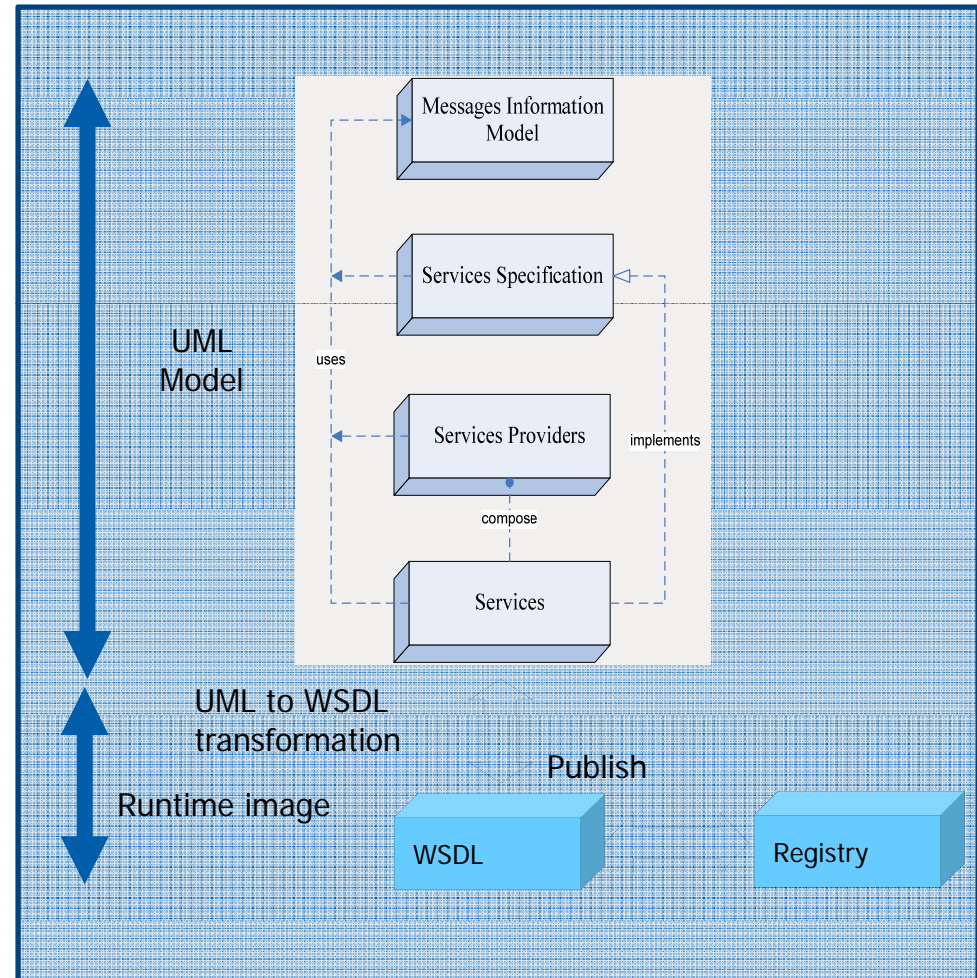 Messages Information
Model
Services Specification
UML
Model
uses
Services Providers
implements
compose
Services
UML to WSDL
transformation
Publish
Runtime image
WSDL
Registry